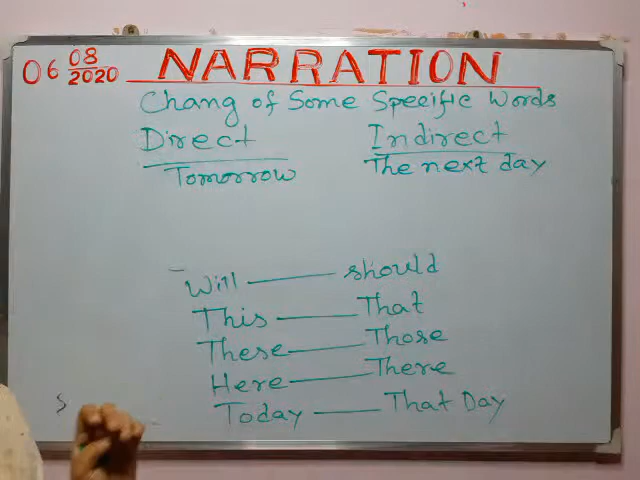 06 08/2020 NARRATION
Chang of Some Specific Words
Direct Indirect
Tomorrow The next day
Will should
This That
These Those
Here There
Today That Day
S